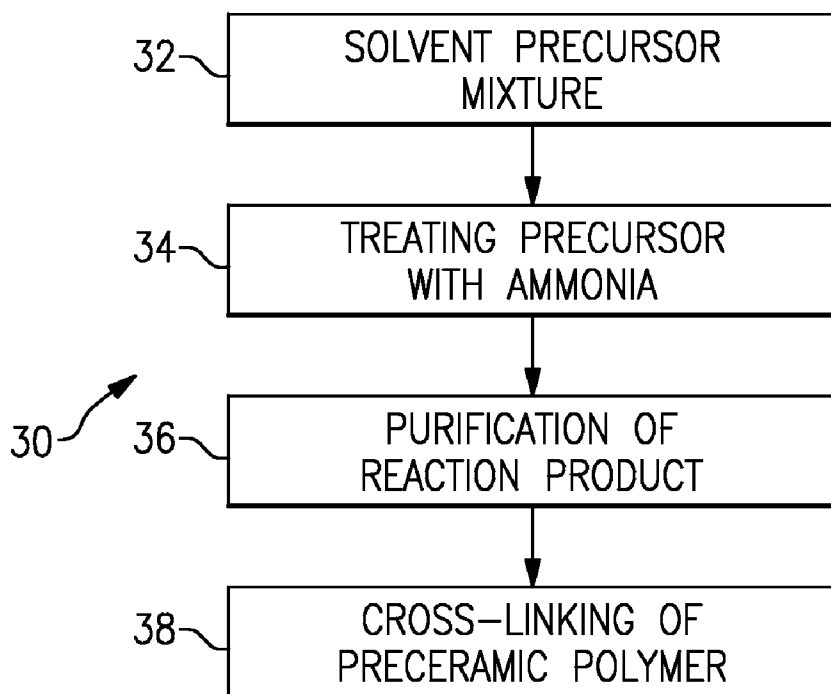 32
SOLVENT PRECURSOR
MIXTURE
34
TREATING PRECURSOR
WITH AMMONIA
30
36
PURIFICATION OF
REACTION PRODUCT
38
CROSS-LINKING OF
PRECERAMIC POLYMER